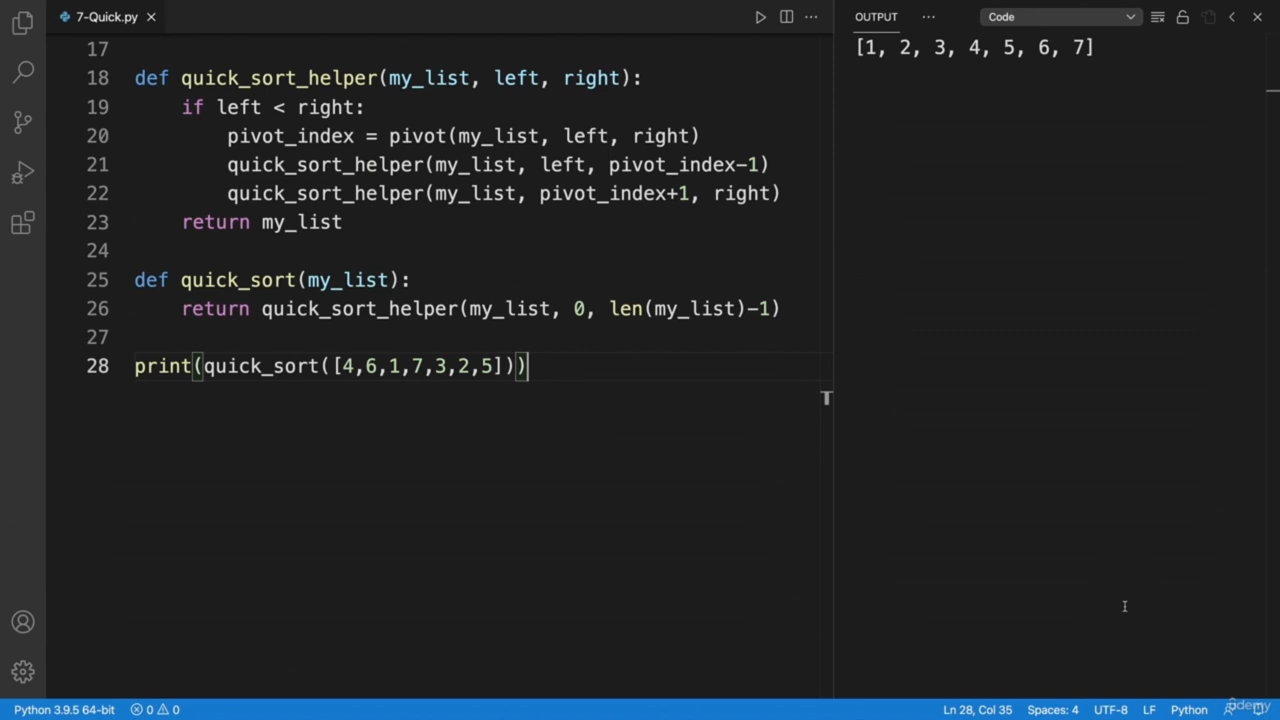 7-Quick.py
17
18 def quick_sort_helper(my_list, left, right):
19     if left < right:
20         pivot_index = pivot(my_list, left, right)
21         quick_sort_helper(my_list, left, pivot_index-1)
22         quick_sort_helper(my_list, pivot_index+1, right)
23     return my_list
24
25 def quick_sort(my_list):
26     return quick_sort_helper(my_list, 0, len(my_list)-1)
27
28 print(quick_sort([4,6,1,7,3,2,5]))
OUTPUT ··· Code
[1, 2, 3, 4, 5, 6, 7]
T
Python 3.9.5 64-bit 0 0 Ln 28, Col 35 Spaces: 4 UTF-8 LF Python
udemy